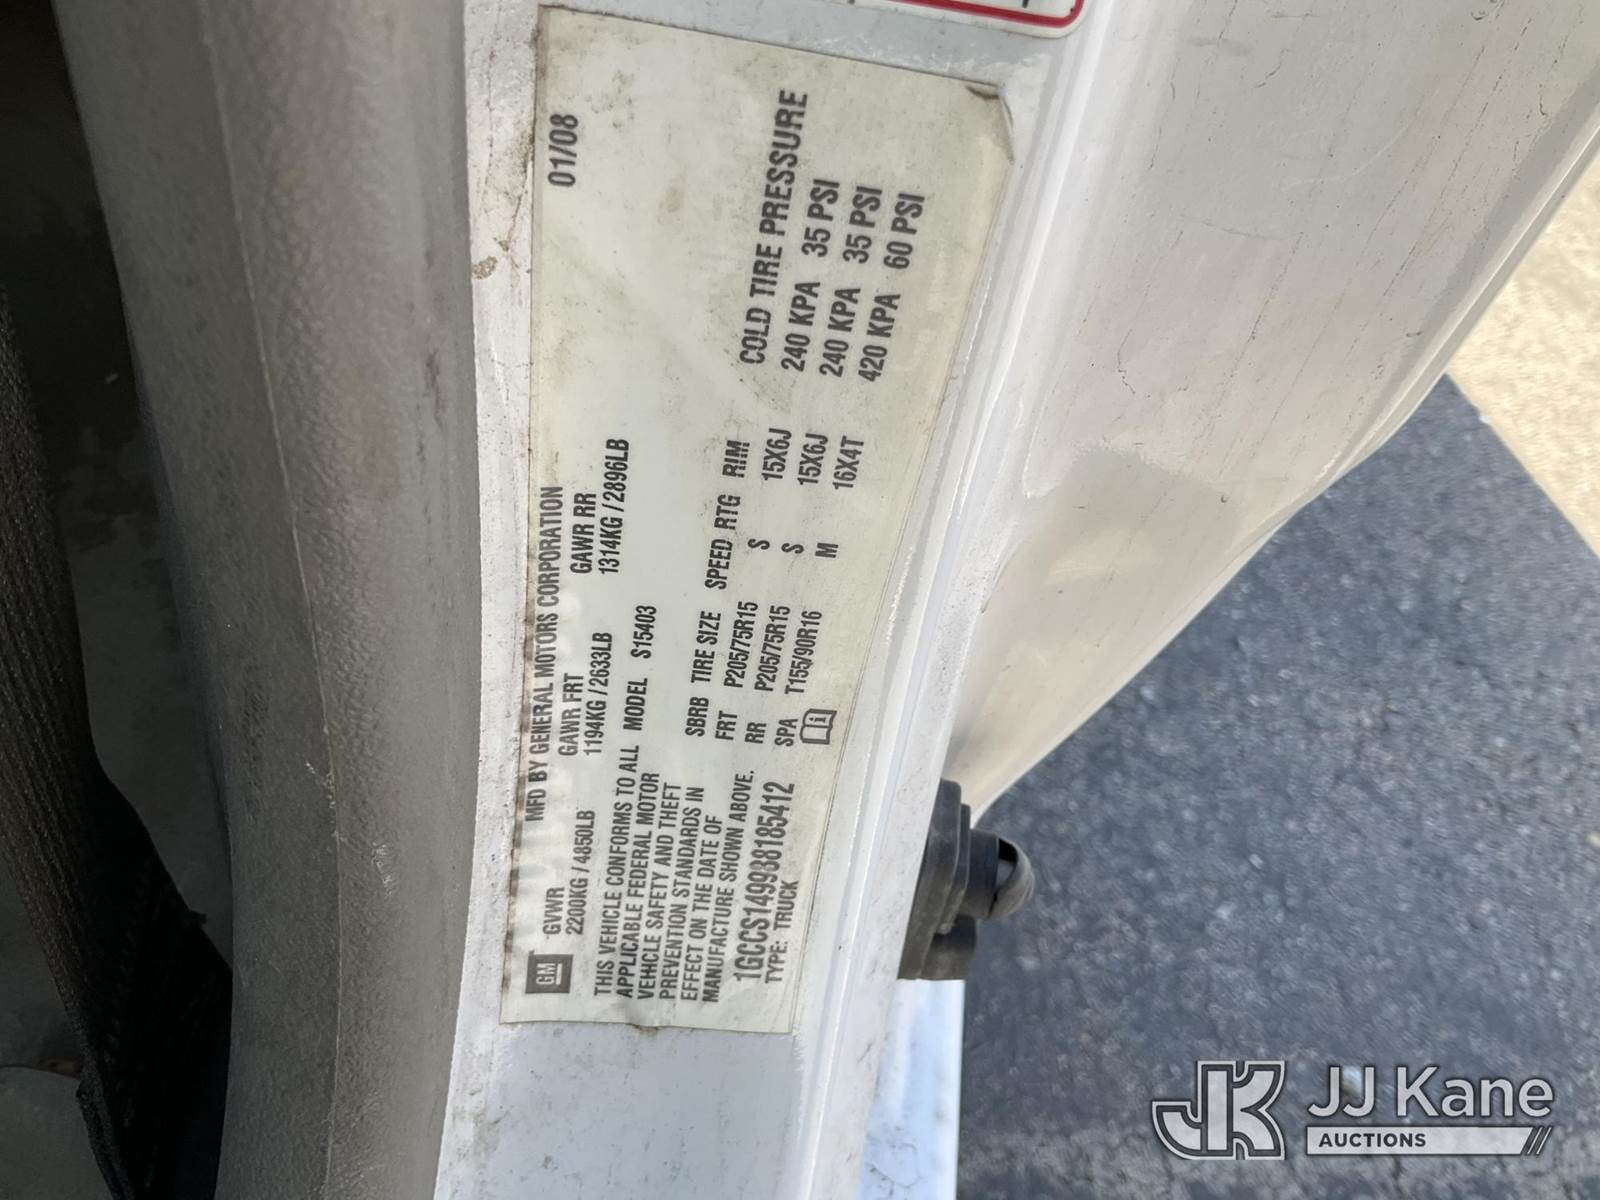 MFD BY GENERAL MOTORS CORPORATION 01/08
GM GVWR GAWR FRT GAWR RR
2200KG / 4850LB 1194KG / 2633LB 1314KG / 2896LB
THIS VEHICLE CONFORMS TO ALL MODEL S15403
APPLICABLE FEDERAL MOTOR
VEHICLE SAFETY AND THEFT
PREVENTION STANDARDS IN
EFFECT ON THE DATE OF
MANUFACTURE SHOWN ABOVE.
1GCCS149988185412
TYPE: TRUCK
SBRB TIRE SIZE SPEED RTG RIM COLD TIRE PRESSURE
FRT P205/75R15 S 15X6J 240 KPA 35 PSI
RR P205/75R15 S 15X6J 240 KPA 35 PSI
SPA T155/90R16 M 16X4T 420 KPA 60 PSI
JK JJ Kane
AUCTIONS